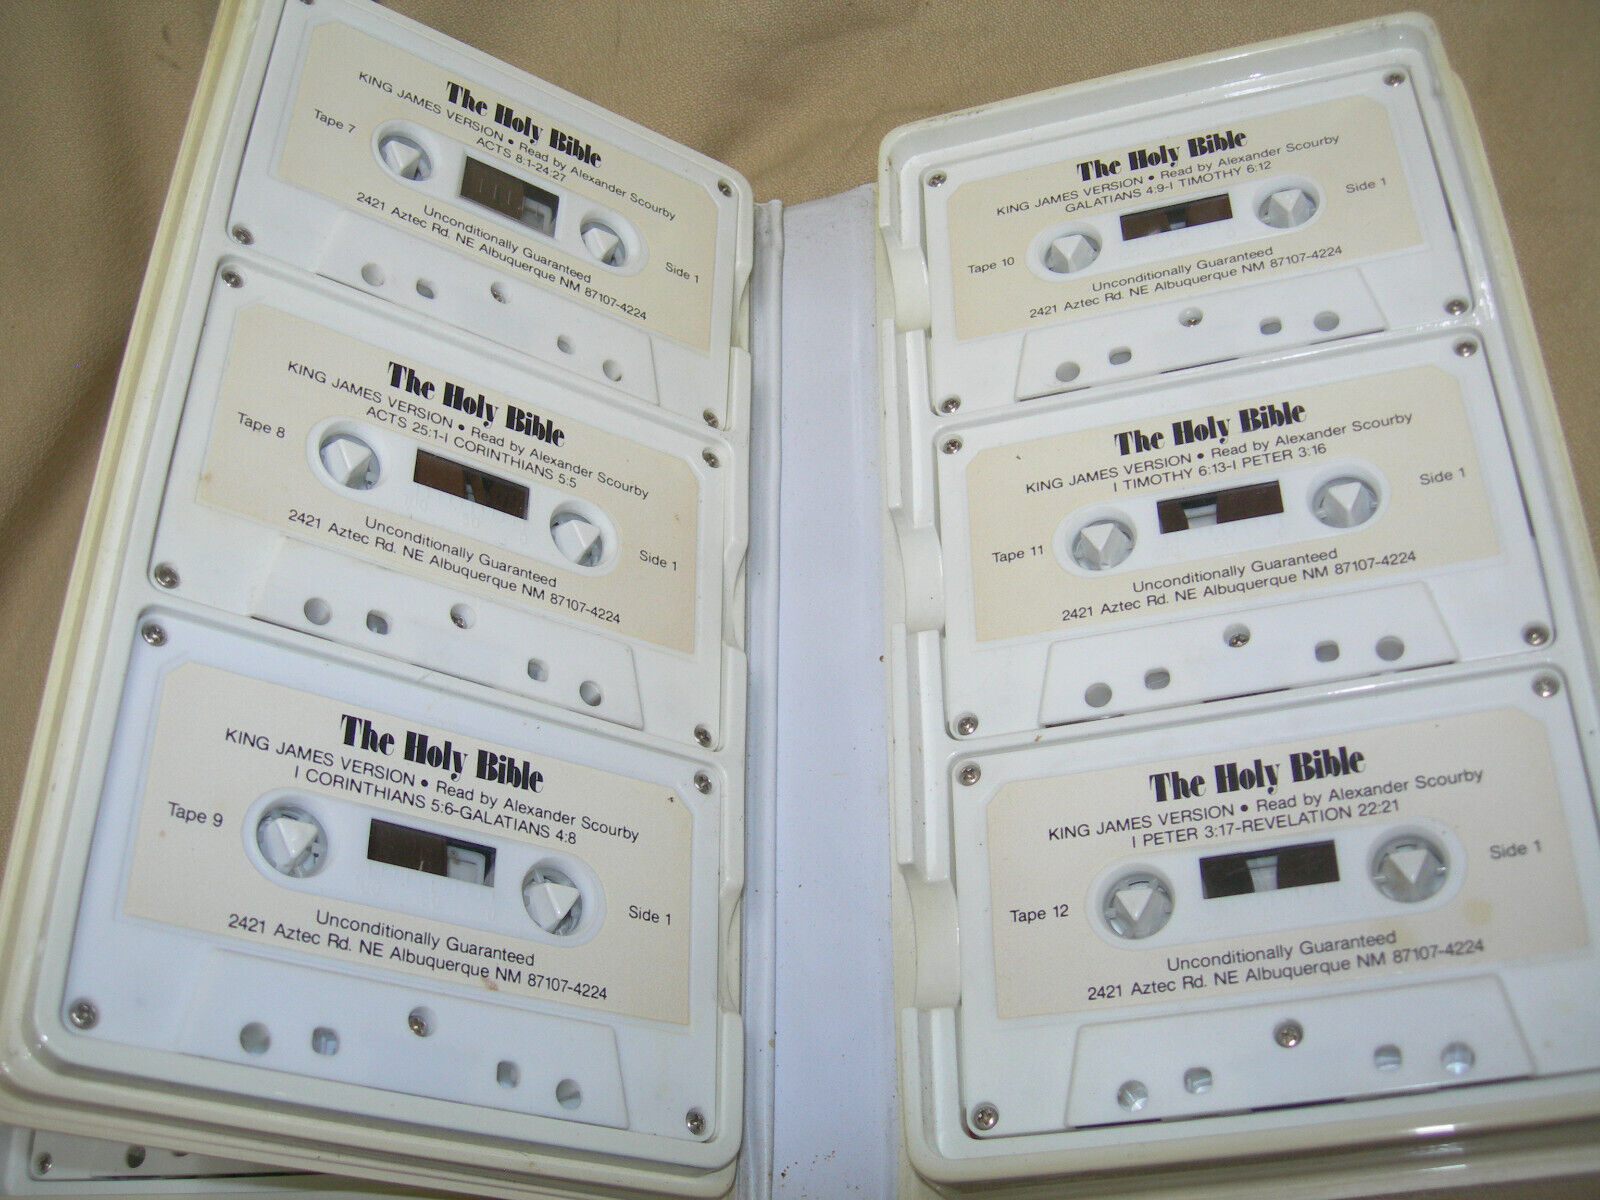 The Holy Bible
KING JAMES VERSION • Read by Alexander Scourby
ACTS 8:1-24:27
Tape 7
Side 1
Unconditionally Guaranteed
2421 Aztec Rd. NE Albuquerque NM 87107-4224
The Holy Bible
KING JAMES VERSION • Read by Alexander Scourby
ACTS 25:1-I CORINTHIANS 5:5
Tape 8
Side 1
Unconditionally Guaranteed
2421 Aztec Rd. NE Albuquerque NM 87107-4224
The Holy Bible
KING JAMES VERSION • Read by Alexander Scourby
I CORINTHIANS 5:6-GALATIANS 4:8
Tape 9
Side 1
Unconditionally Guaranteed
2421 Aztec Rd. NE Albuquerque NM 87107-4224
The Holy Bible
KING JAMES VERSION • Read by Alexander Scourby
GALATIANS 4:9-I TIMOTHY 6:12
Tape 10
Side 1
Unconditionally Guaranteed
2421 Aztec Rd. NE Albuquerque NM 87107-4224
The Holy Bible
KING JAMES VERSION • Read by Alexander Scourby
I TIMOTHY 6:13-I PETER 3:16
Tape 11
Side 1
Unconditionally Guaranteed
2421 Aztec Rd. NE Albuquerque NM 87107-4224
The Holy Bible
KING JAMES VERSION • Read by Alexander Scourby
I PETER 3:17-REVELATION 22:21
Tape 12
Side 1
Unconditionally Guaranteed
2421 Aztec Rd. NE Albuquerque NM 87107-4224